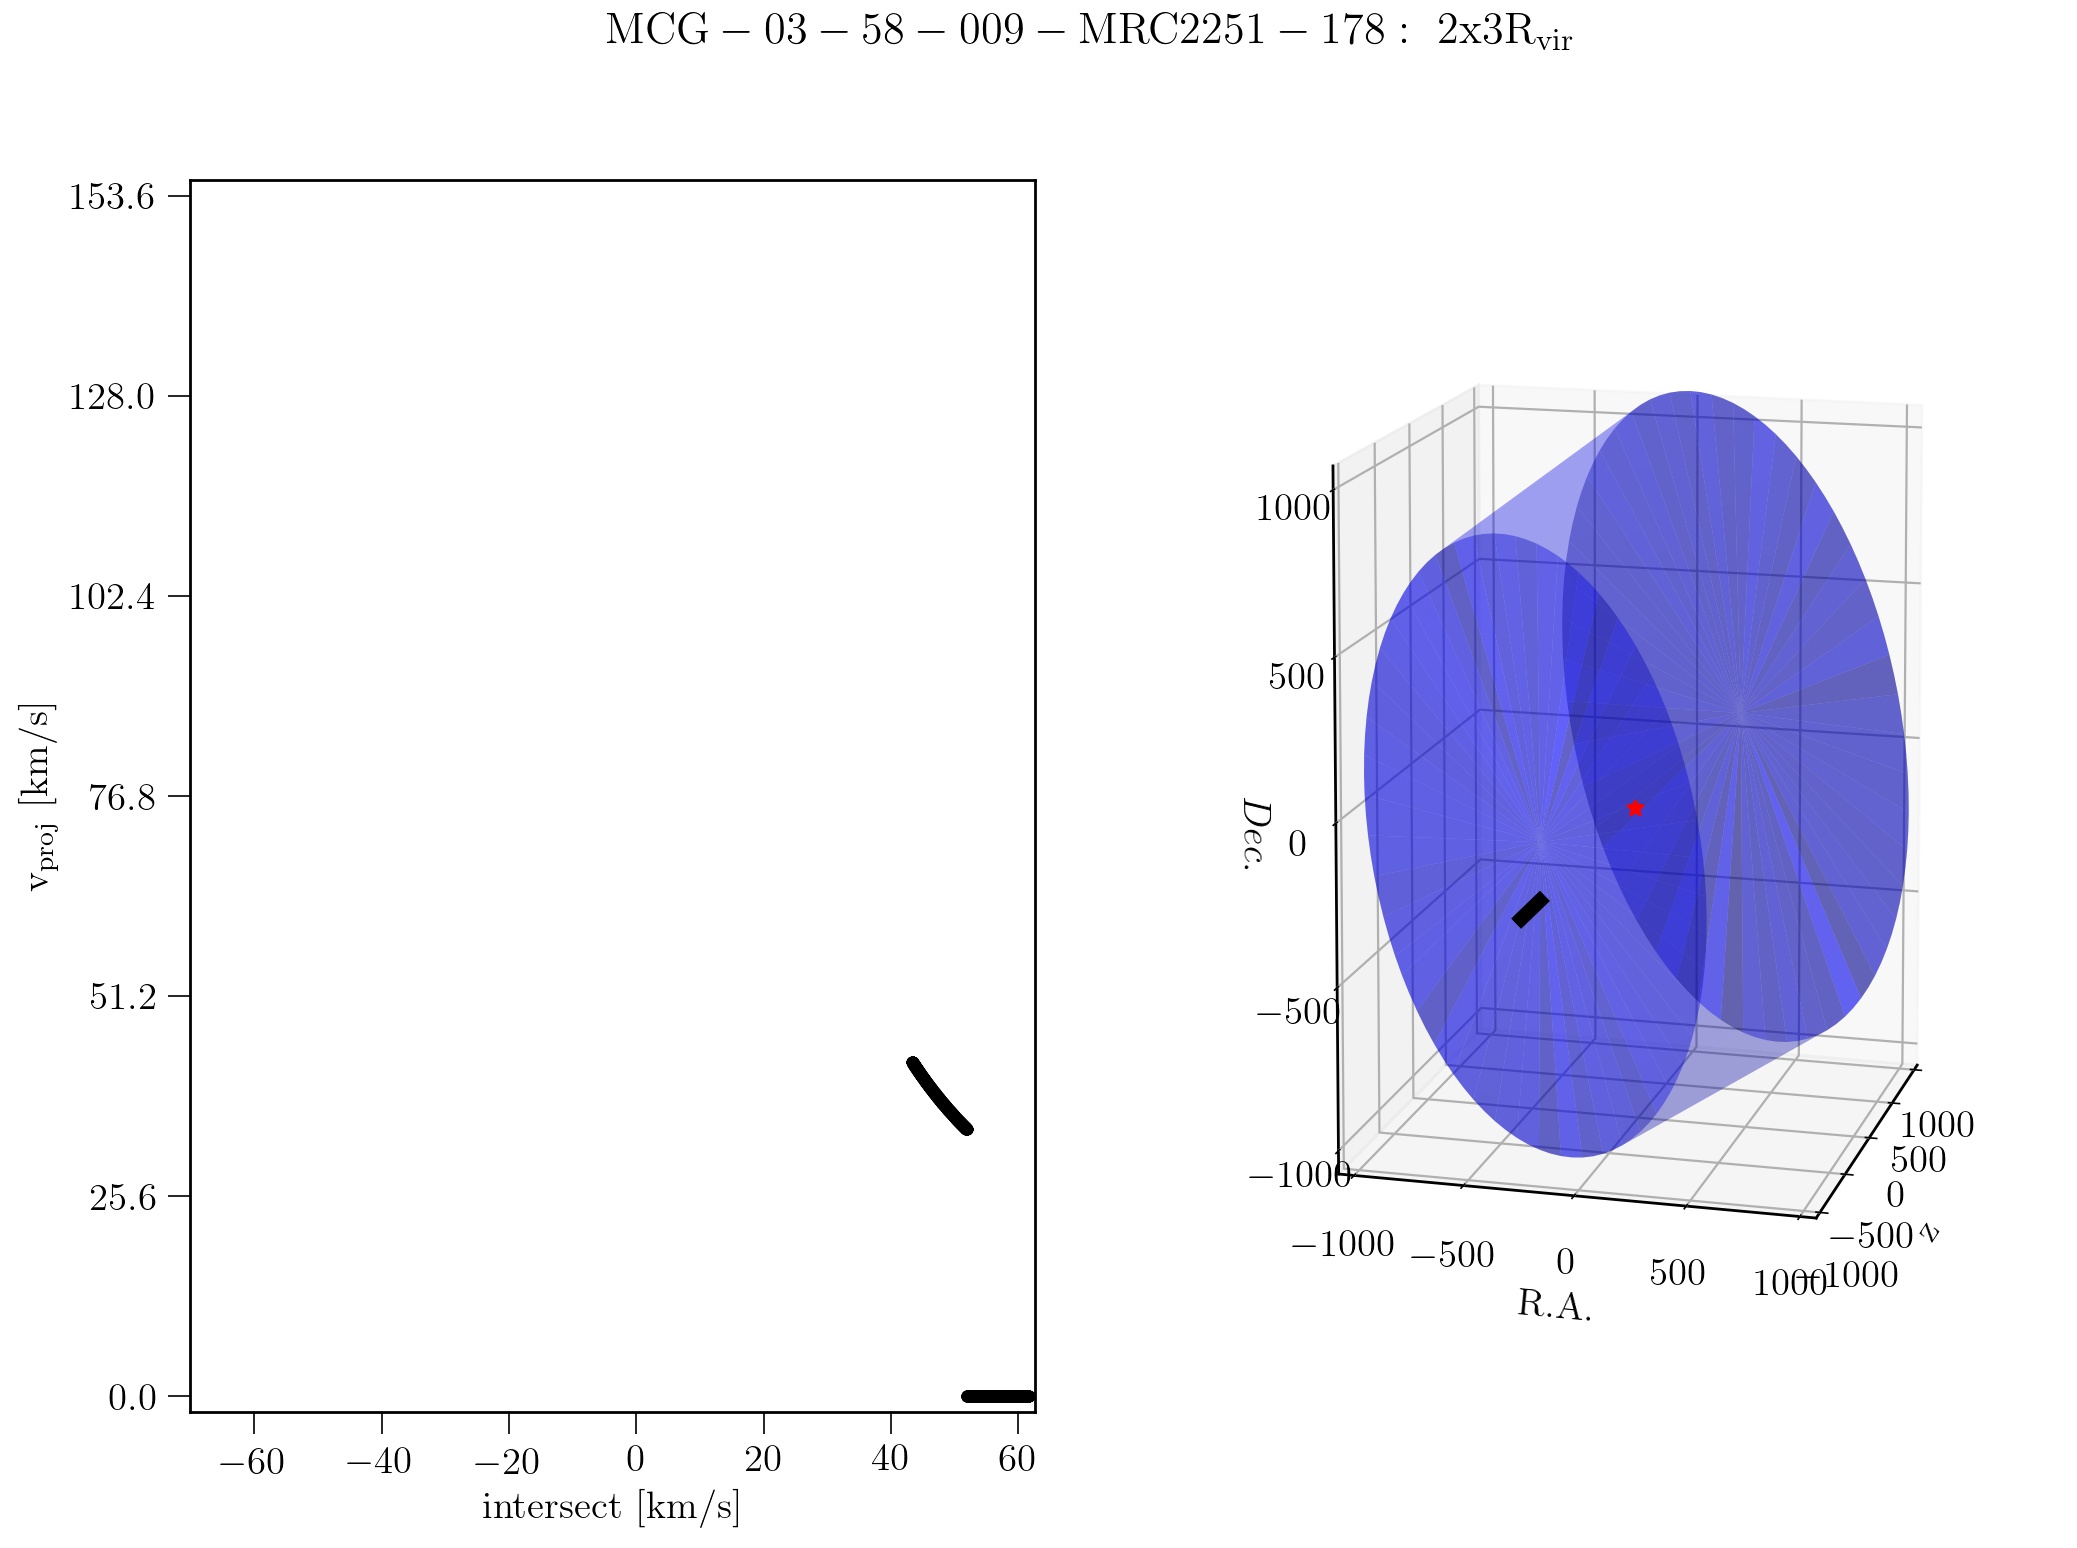 MCG − 03 − 58 − 009 − MRC2251 − 178 : 2x3Rvir
153.6
128.0
102.4
76.8
51.2
25.6
0.0
vproj [km/s]
−60 −40 −20 0 20 40 60
intersect [km/s]
1000
500
0
−500
−1000
Dec.
−1000 −500 0 500 1000
R.A.
1000
500
0
−500
−1000
z